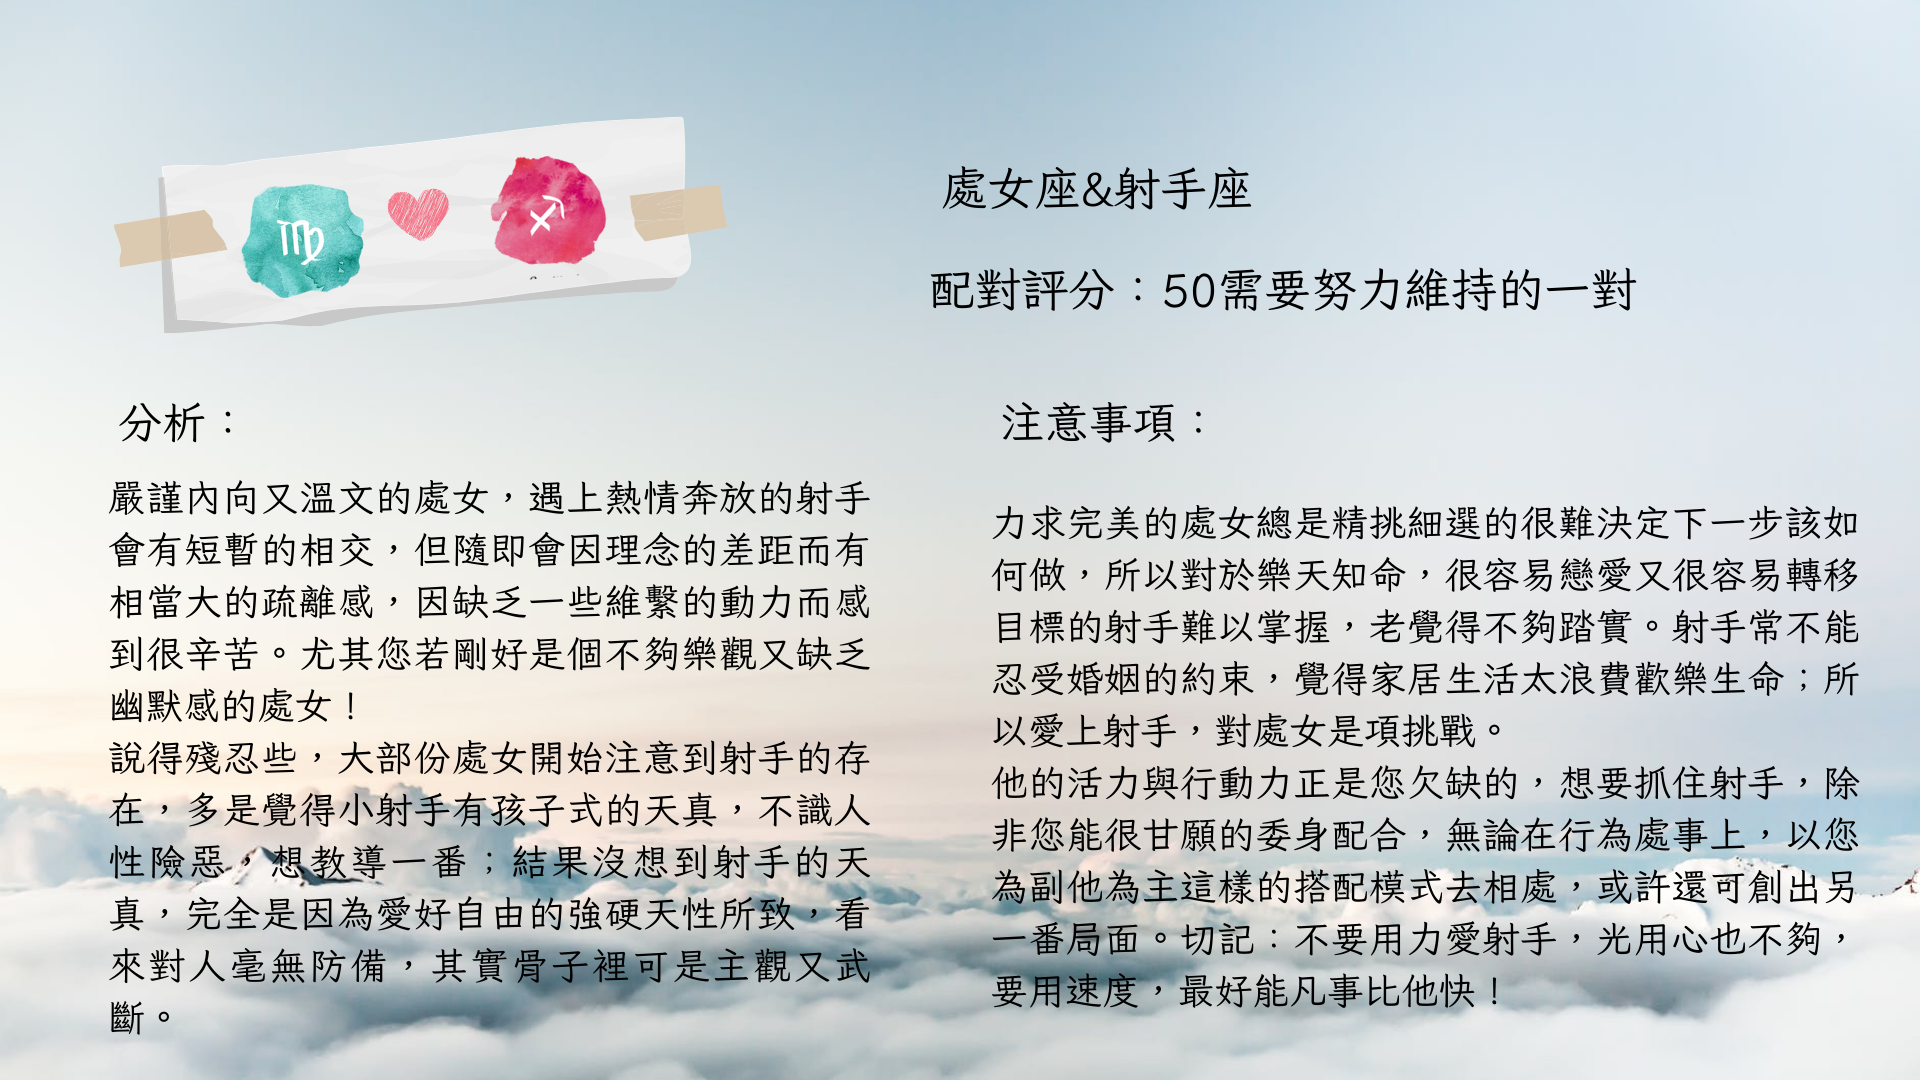 處女座&射手座
配對評分：50需要努力維持的一對
分析：
嚴謹內向又溫文的處女，遇上熱情奔放的射手
會有短暫的相交，但隨即會因理念的差距而有
相當大的疏離感，因缺乏一些維繫的動力而感
到很辛苦。尤其您若剛好是個不夠樂觀又缺乏
幽默感的處女！
說得殘忍些，大部份處女開始注意到射手的存
在，多是覺得小射手有孩子式的天真，不識人
性險惡，想教導一番；結果沒想到射手的天
真，完全是因為愛好自由的強硬天性所致，看
來對人毫無防備，其實骨子裡可是主觀又武
斷。
注意事項：
力求完美的處女總是精挑細選的很難決定下一步該如
何做，所以對於樂天知命，很容易戀愛又很容易轉移
目標的射手難以掌握，老覺得不夠踏實。射手常不能
忍受婚姻的約束，覺得家居生活太浪費歡樂生命；所
以愛上射手，對處女是項挑戰。
他的活力與行動力正是您欠缺的，想要抓住射手，除
非您能很甘願的委身配合，無論在行為處事上，以您
為副他為主這樣的搭配模式去相處，或許還可創出另
一番局面。切記：不要用力愛射手，光用心也不夠，
要用速度，最好能凡事比他快！